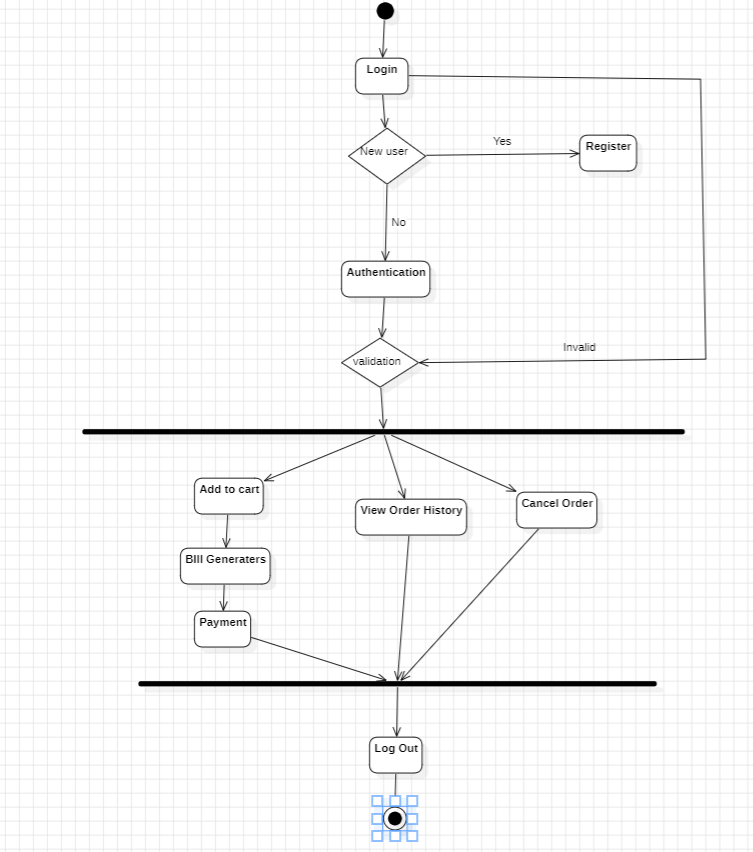 Login
New user
Yes
Register
No
Authentication
Invalid
validation
Add to cart
View Order History
Cancel Order
BIll Generaters
Payment
Log Out